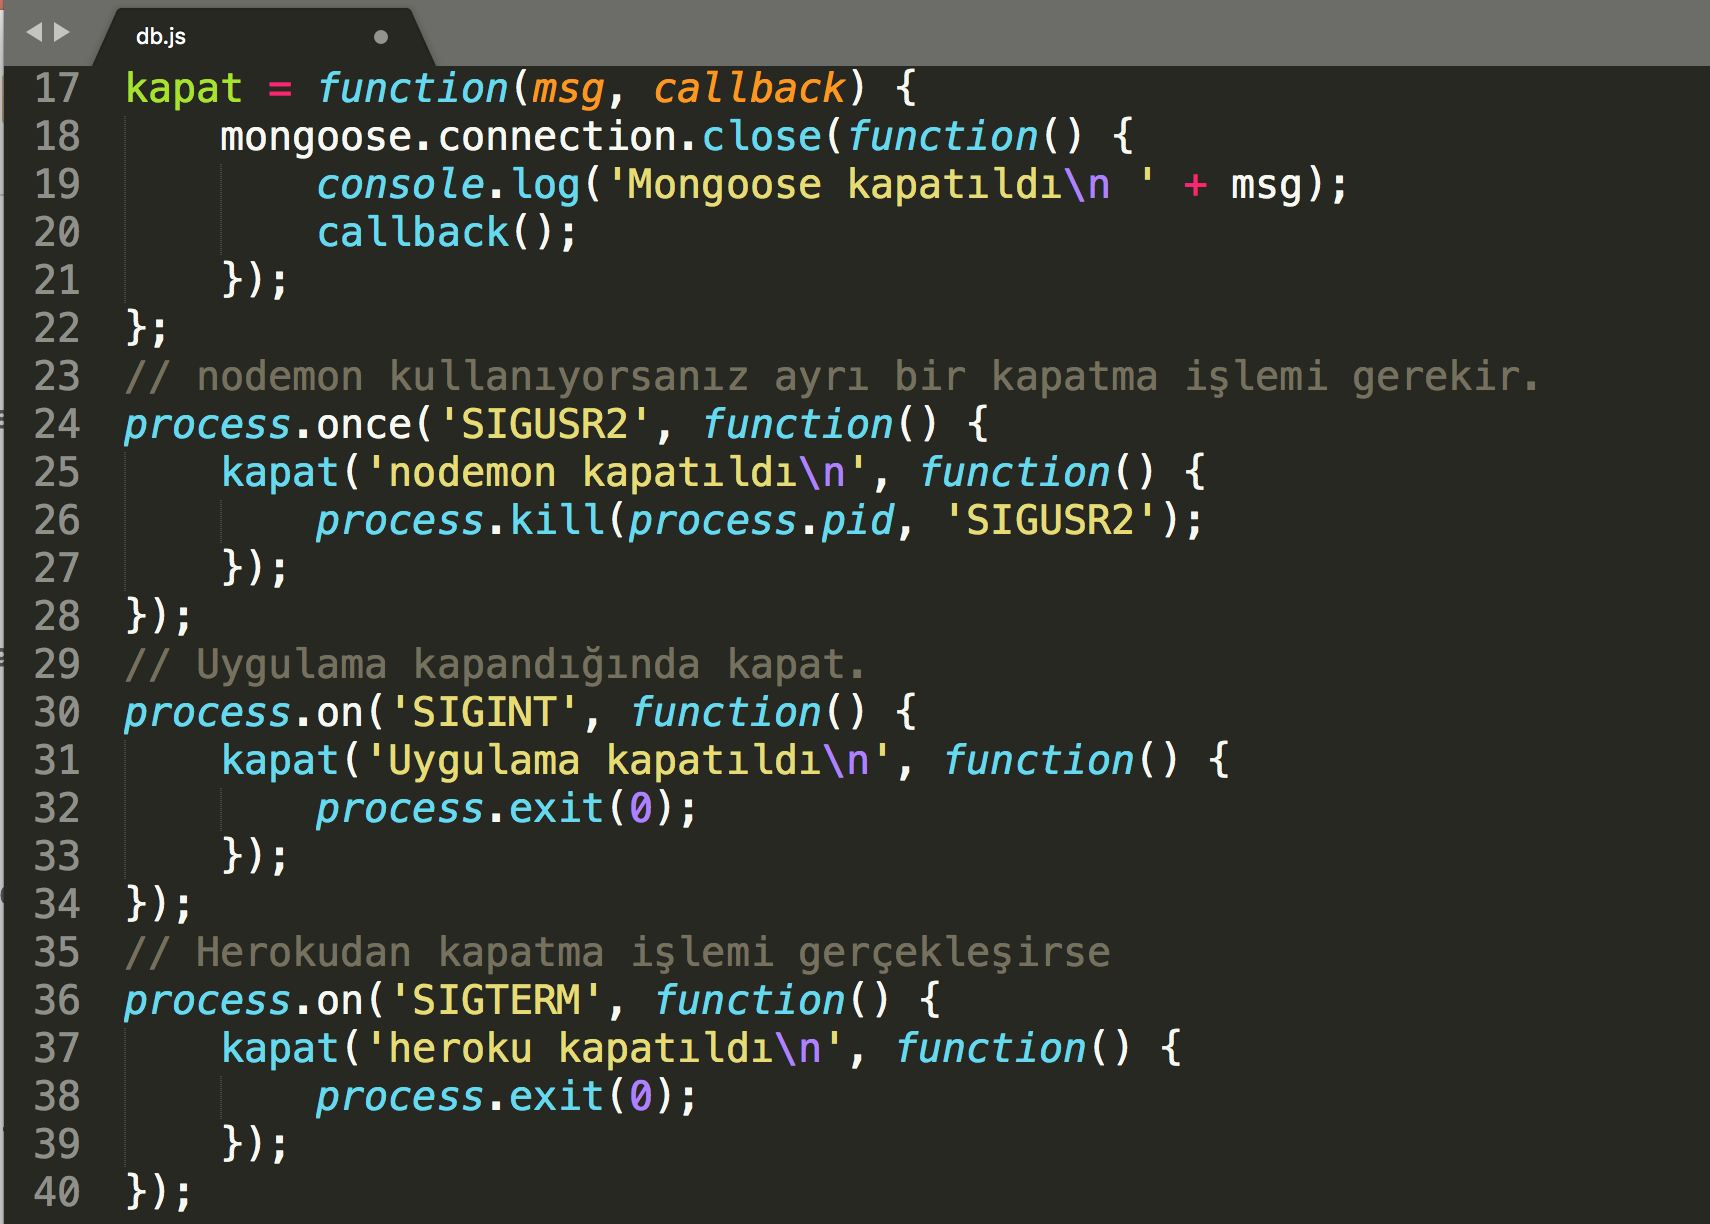 db.js
17 kapat = function(msg, callback) {
18     mongoose.connection.close(function() {
19         console.log('Mongoose kapatıldı\n ' + msg);
20         callback();
21     });
22 };
23 // nodemon kullanıyorsanız ayrı bir kapatma işlemi gerekir.
24 process.once('SIGUSR2', function() {
25     kapat('nodemon kapatıldı\n', function() {
26         process.kill(process.pid, 'SIGUSR2');
27     });
28 });
29 // Uygulama kapandığında kapat.
30 process.on('SIGINT', function() {
31     kapat('Uygulama kapatıldı\n', function() {
32         process.exit(0);
33     });
34 });
35 // Herokudan kapatma işlemi gerçekleşirse
36 process.on('SIGTERM', function() {
37     kapat('heroku kapatıldı\n', function() {
38         process.exit(0);
39     });
40 });